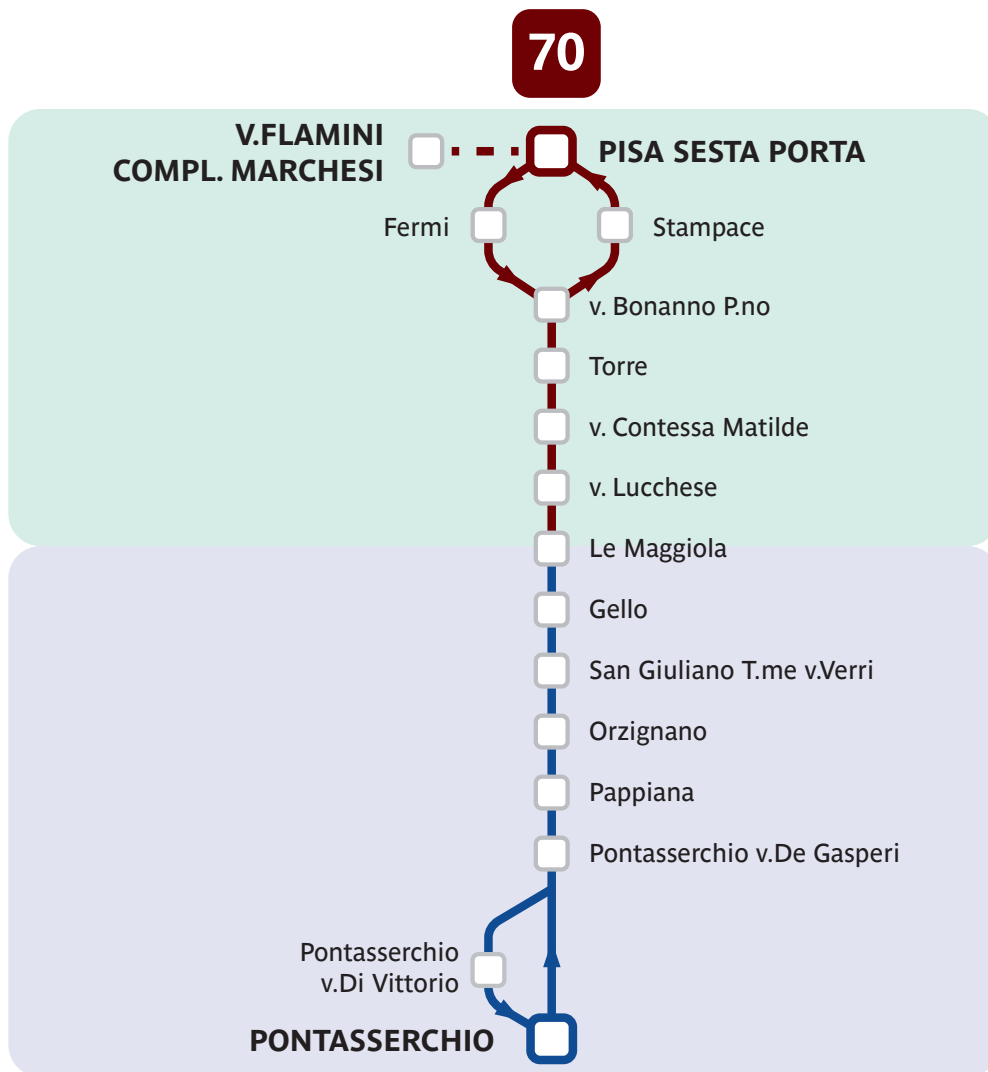 70
V.FLAMINI
COMPL. MARCHESI
PISA SESTA PORTA
Fermi
Stampace
v. Bonanno P.no
Torre
v. Contessa Matilde
v. Lucchese
Le Maggiola
Gello
San Giuliano T.me v.Verri
Orzignano
Pappiana
Pontasserchio v.De Gasperi
Pontasserchio
v.Di Vittorio
PONTASSERCHIO